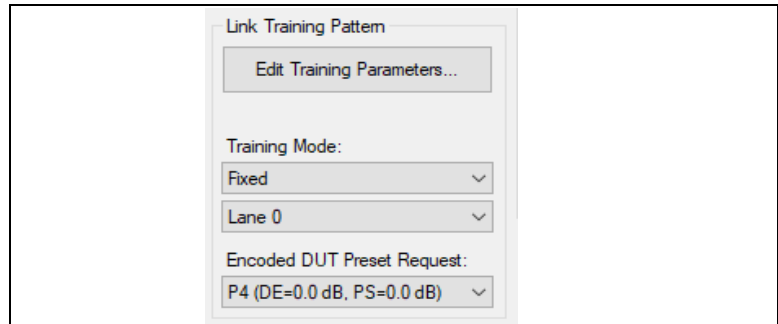 Link Training Pattern
Edit Training Parameters...
Training Mode:
Fixed
Lane 0
Encoded DUT Preset Request:
P4 (DE=0.0 dB, PS=0.0 dB)